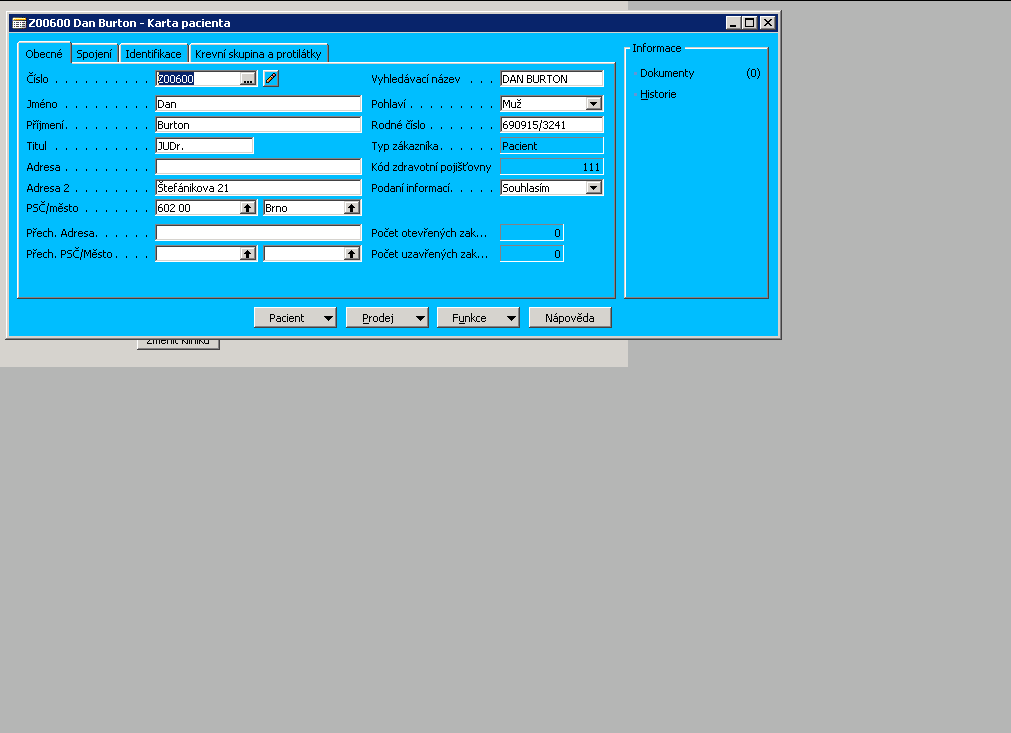 Z00600 Dan Burton - Karta pacienta
Obecné Spojení Identifikace Krevní skupina a protilátky
Číslo . . . . . . . . . . Z00600 ...
Jméno . . . . . . . . . Dan
Příjmení. . . . . . . . . Burton
Titul . . . . . . . . . . JUDr.
Adresa . . . . . . . . .
Adresa 2 . . . . . . . . Štefánikova 21
PSČ/město . . . . . . . 602 00 Brno
Přech. Adresa. . . . . .
Přech. PSČ/Město . . . .
Vyhledávací název . . . DAN BURTON
Pohlaví . . . . . . . . . Muž
Rodné číslo . . . . . . . 690915/3241
Typ zákazníka. . . . . . Pacient
Kód zdravotní pojišťovny 111
Podaní informací. . . . . Souhlasím
Počet otevřených zak... 0
Počet uzavřených zak... 0
Informace
Dokumenty (0)
Historie
Pacient Prodej Funkce Nápověda
Změnit kliniku